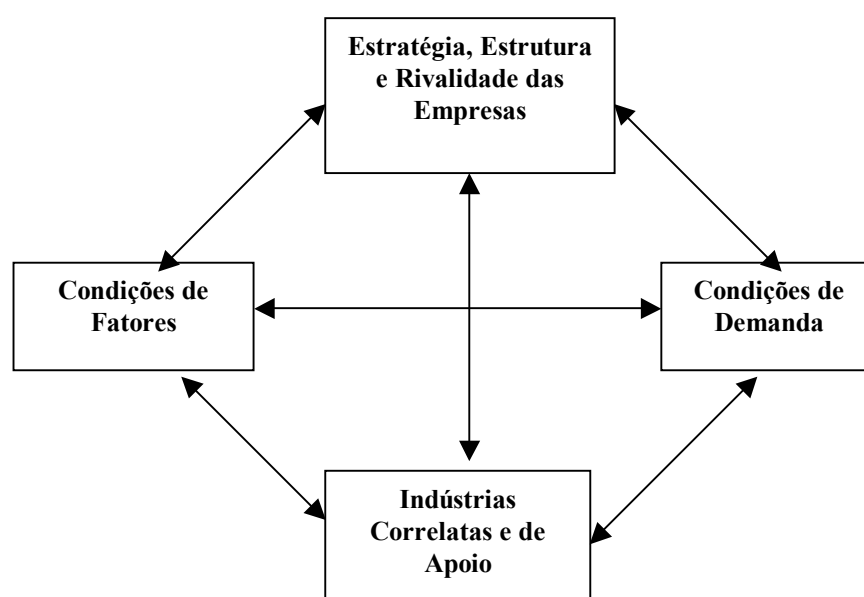 Estratégia, Estrutura
e Rivalidade das
Empresas
Condições de
Fatores
Condições de
Demanda
Indústrias
Correlatas e de
Apoio